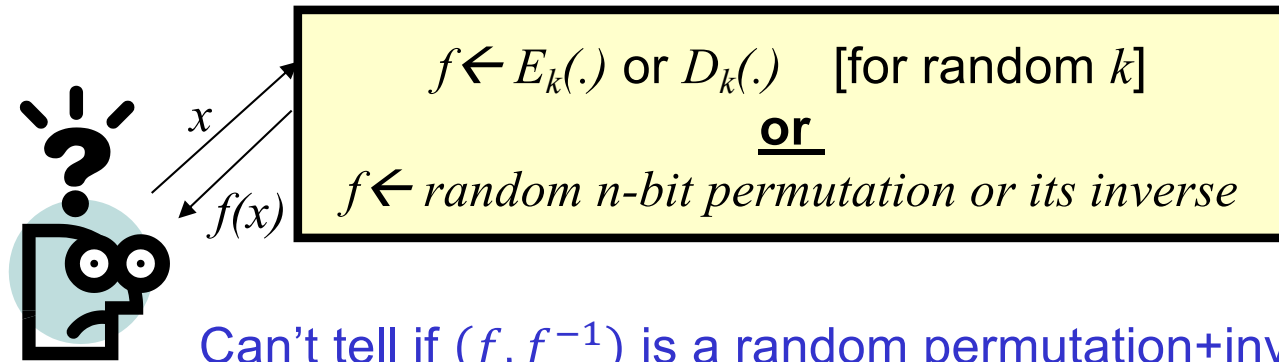 f← E_k(.) or D_k(.) [for random k]
or
f← random n-bit permutation or its inverse
x
f(x)
?
Can't tell if (f, f⁻¹) is a random permutation+inv